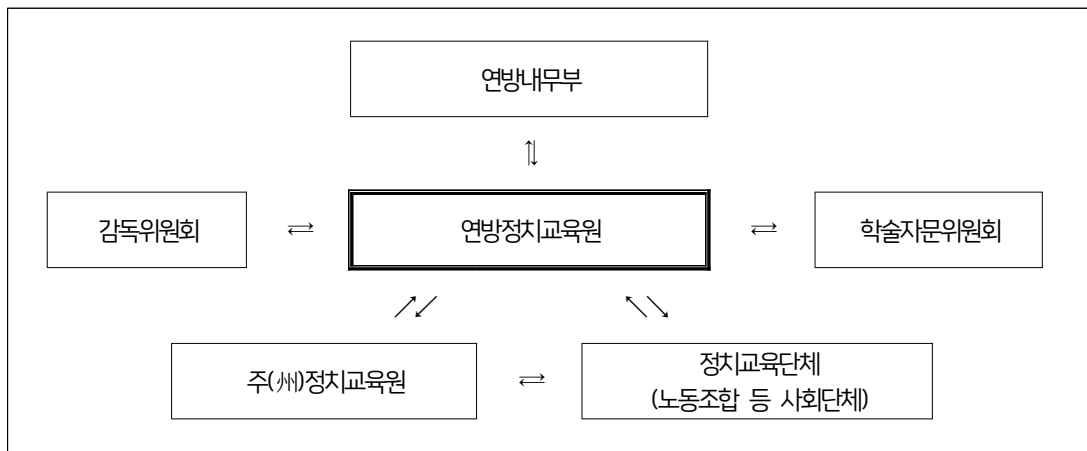 연방내무부
⇅
감독위원회 ⇄ 연방정치교육원 ⇄ 학술자문위원회
↗↙ ↖↘
주(州)정치교육원 ⇄ 정치교육단체
(노동조합 등 사회단체)